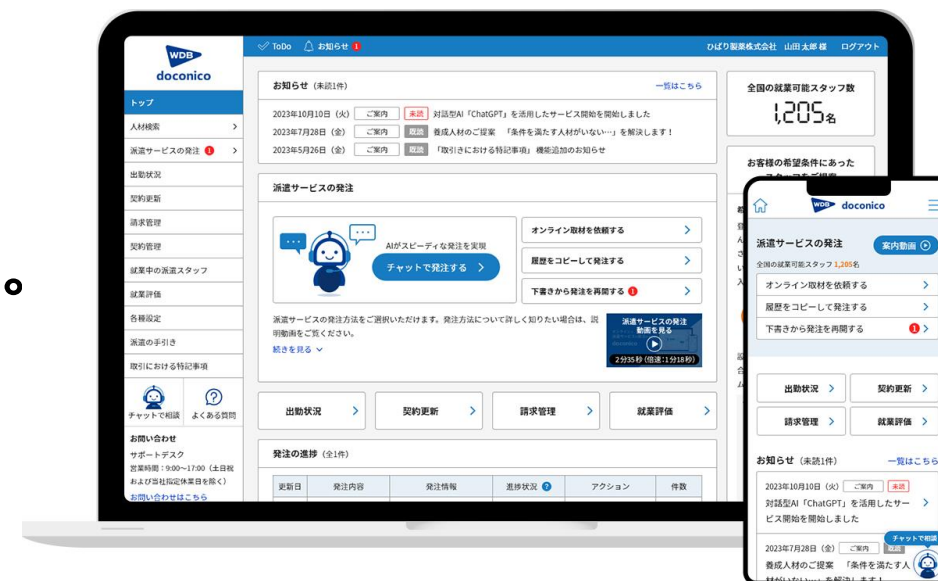 WDB
doconico
ToDo お知らせ 1
ひばり製薬株式会社 山田 太郎 様 ログアウト
トップ
人材検索
派遣サービスの発注 1
出勤状況
契約更新
請求管理
契約管理
就業中の派遣スタッフ
就業評価
各種設定
派遣の手引き
取引における特記事項
チャットで相談 よくある質問
お問い合わせ
サポートデスク
営業時間:9:00〜17:00(土日祝
および当社指定休業日を除く)
お問い合わせはこちら
お知らせ(未読1件) 一覧はこちら
2023年10月10日(火) ご案内 未読 対話型AI「ChatGPT」を活用したサービス開始を開始しました
2023年7月28日(金) ご案内 既読 養成人材のご提案 「条件を満たす人材がいない…」を解決します!
2023年5月26日(金) ご案内 既読 「取引きにおける特記事項」 機能追加のお知らせ
派遣サービスの発注
AIがスピーディな発注を実現
チャットで発注する
オンライン取材を依頼する
履歴をコピーして発注する
下書きから発注を再開する 1
派遣サービスの発注方法をご選択いただけます。発注方法について詳しく知りたい場合は、説
明動画をご覧ください。
続きを見る
派遣サービスの発注
動画を見る
2分35秒(倍速:1分18秒)
出勤状況
契約更新
請求管理
就業評価
発注の進捗(全1件)
更新日 発注内容 発注情報 進捗状況 ? アクション 件数
全国の就業可能スタッフ数
1,205名
お客様の希望条件にあった
WDB doconico
派遣サービスの発注 案内動画
全国の就業可能スタッフ 1,205名
オンライン取材を依頼する
履歴をコピーして発注する
下書きから発注を再開する 1
出勤状況 契約更新
請求管理 就業評価
お知らせ(未読1件) 一覧はこちら
2023年10月10日(火) ご案内 未読
対話型AI「ChatGPT」を活用したサー
ビス開始を開始しました
チャットで相談
2023年7月28日(金) ご案内 既読
養成人材のご提案 「条件を満たす人
材がいない…」を解決します!